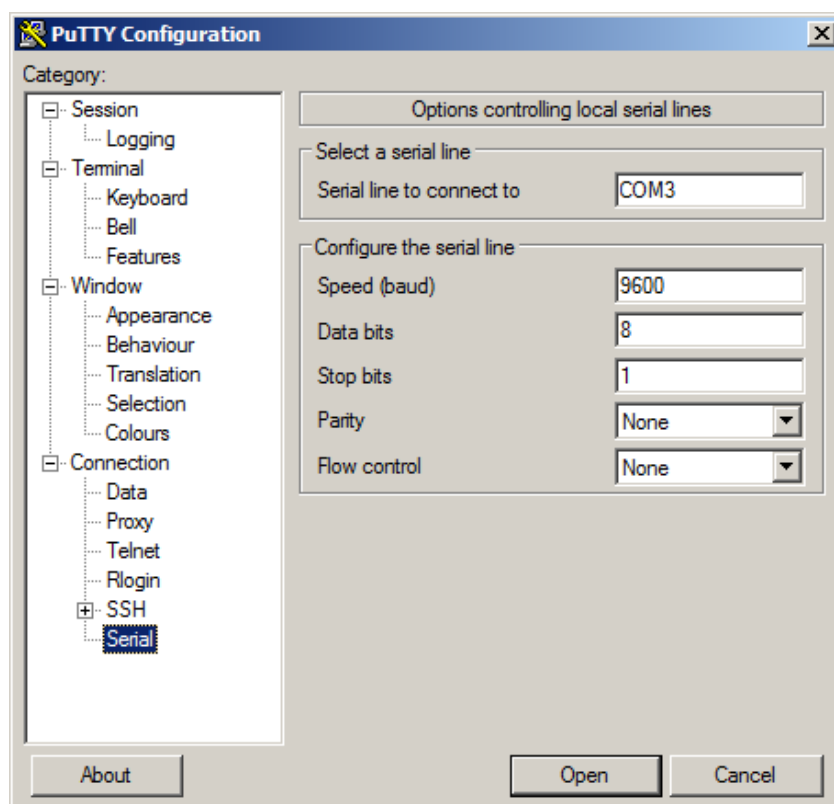 PuTTY Configuration
Category:
Session
Logging
Terminal
Keyboard
Bell
Features
Window
Appearance
Behaviour
Translation
Selection
Colours
Connection
Data
Proxy
Telnet
Rlogin
SSH
Serial
Options controlling local serial lines
Select a serial line
Serial line to connect to COM3
Configure the serial line
Speed (baud) 9600
Data bits 8
Stop bits 1
Parity None
Flow control None
About Open Cancel